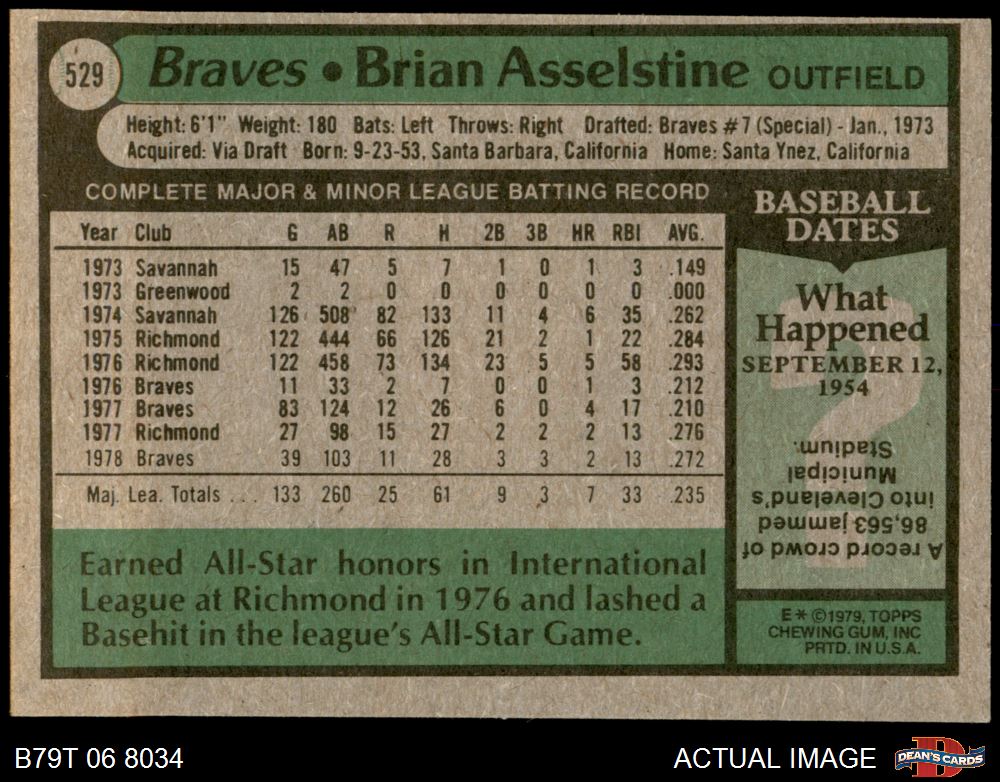 529
Braves • Brian Asselstine OUTFIELD
Height: 6'1" Weight: 180 Bats: Left Throws: Right Drafted: Braves #7 (Special) - Jan., 1973
Acquired: Via Draft Born: 9-23-53, Santa Barbara, California Home: Santa Ynez, California
COMPLETE MAJOR & MINOR LEAGUE BATTING RECORD
Year Club G AB R H 2B 3B HR RBI AVG.
1973 Savannah 15 47 5 7 1 0 1 3 .149
1973 Greenwood 2 2 0 0 0 0 0 0 .000
1974 Savannah 126 508 82 133 11 4 6 35 .262
1975 Richmond 122 444 66 126 21 2 1 22 .284
1976 Richmond 122 458 73 134 23 5 5 58 .293
1976 Braves 11 33 2 7 0 0 1 3 .212
1977 Braves 83 124 12 26 6 0 4 17 .210
1977 Richmond 27 98 15 27 2 2 2 13 .276
1978 Braves 39 103 11 28 3 3 2 13 .272
Maj. Lea. Totals ... 133 260 25 61 9 3 7 33 .235
Earned All-Star honors in International
League at Richmond in 1976 and lashed a
Basehit in the league's All-Star Game.
BASEBALL
DATES
What
Happened
SEPTEMBER 12,
1954
A record crowd of
86,563 jammed
into Cleveland's
Municipal
Stadium.
E * ©1979, TOPPS
CHEWING GUM, INC
PRTD. IN U.S.A.
B79T 06 8034
ACTUAL IMAGE
DEAN'S CARDS